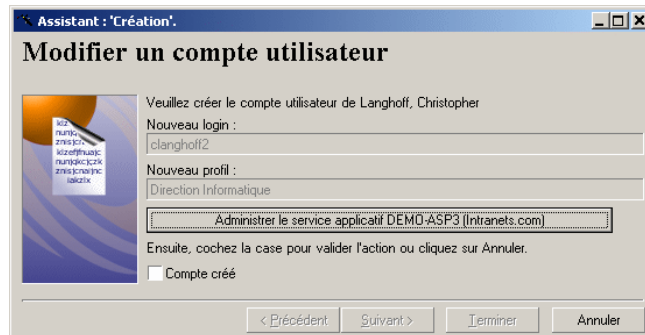 Assistant : 'Création'.
Modifier un compte utilisateur
Veuillez créer le compte utilisateur de Langhoff, Christopher
Nouveau login :
clanghoff2
Nouveau profil :
Direction Informatique
Administrer le service applicatif DEMO-ASP3 (Intranets.com)
Ensuite, cochez la case pour valider l'action ou cliquez sur Annuler.
Compte créé
< Précédent
Suivant >
Terminer
Annuler